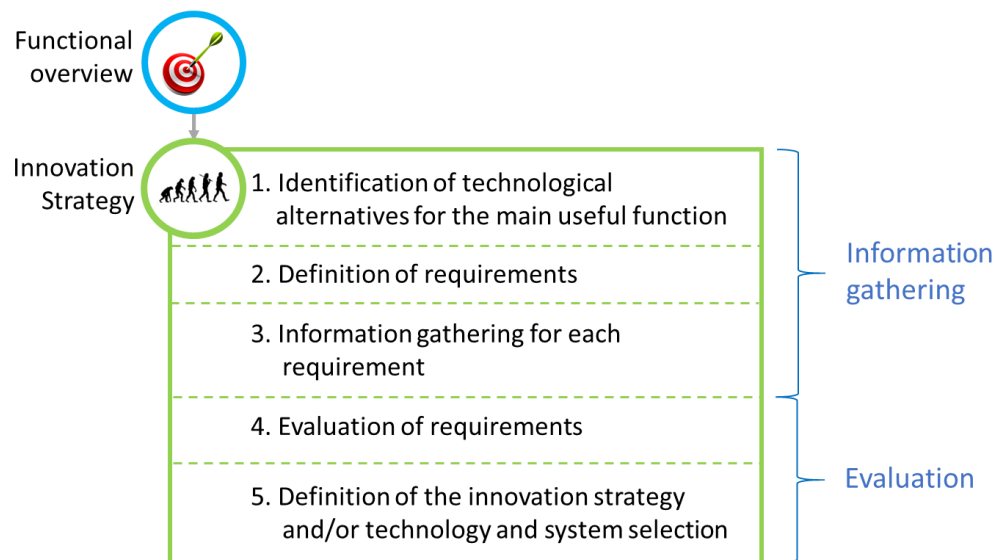 Functional
overview
Innovation
Strategy
1. Identification of technological
alternatives for the main useful function
2. Definition of requirements
3. Information gathering for each
requirement
4. Evaluation of requirements
5. Definition of the innovation strategy
and/or technology and system selection
Information
gathering
Evaluation